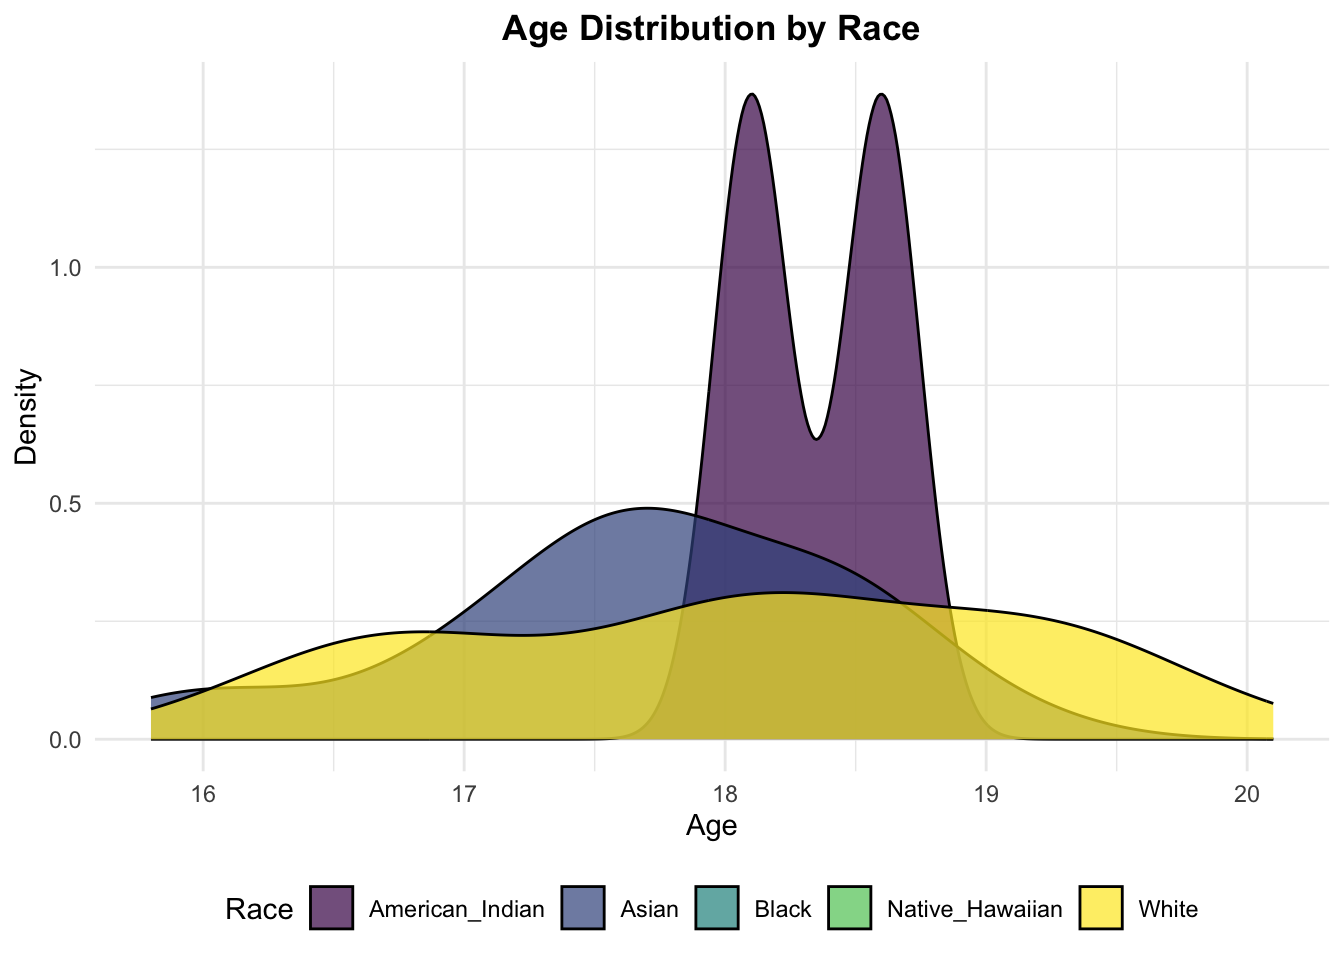 Age Distribution by Race
Density
1.0
0.5
0.0
16 17 18 19 20
Age
Race American_Indian Asian Black Native_Hawaiian White